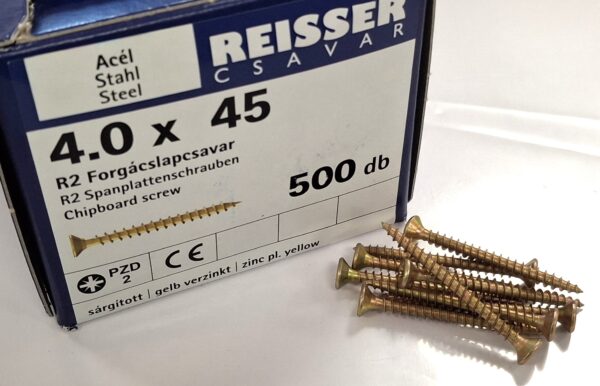 REISSER
CSAVAR
Acél
Stahl
Steel
4.0 x 45
R2 Forgácslapcsavar
R2 Spanplattenschrauben
Chipboard screw
500 db
PZD
2
CE
sárgított | gelb verzinkt | zinc pl. yellow